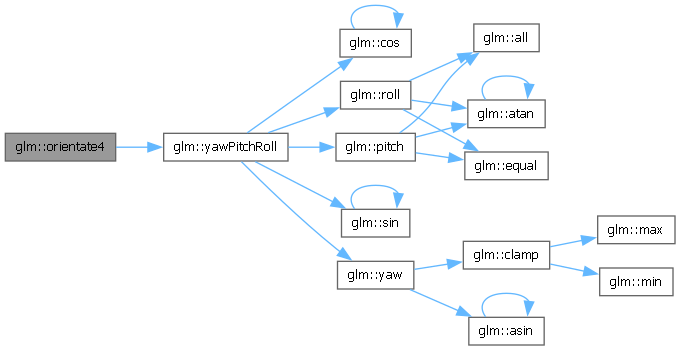 glm::orientate4
glm::yawPitchRoll
glm::cos
glm::roll
glm::pitch
glm::sin
glm::yaw
glm::all
glm::atan
glm::equal
glm::clamp
glm::asin
glm::max
glm::min